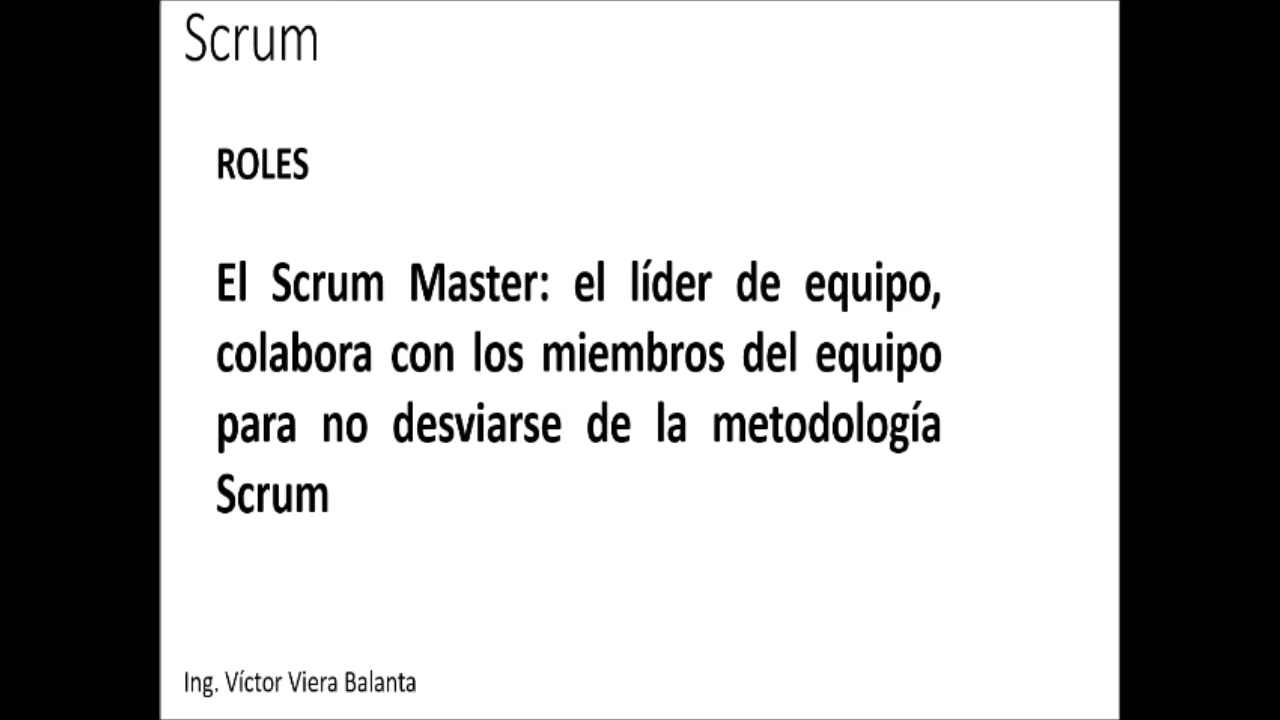 Scrum
ROLES
El Scrum Master: el líder de equipo,
colabora con los miembros del equipo
para no desviarse de la metodología
Scrum
Ing. Víctor Viera Balanta